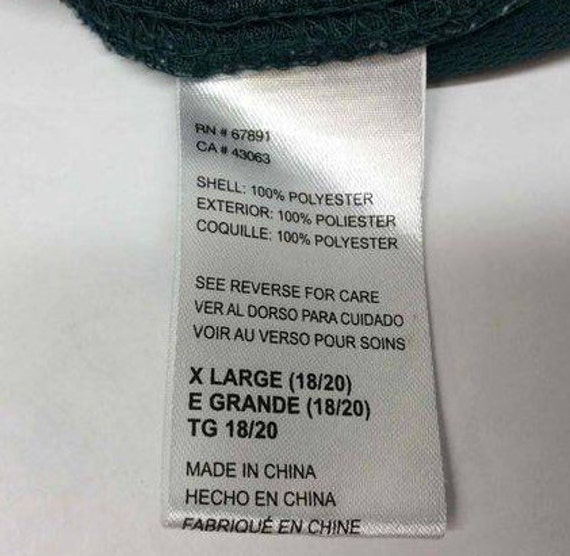 RN # 67891
CA # 43063
SHELL: 100% POLYESTER
EXTERIOR: 100% POLIESTER
COQUILLE: 100% POLYESTER
SEE REVERSE FOR CARE
VER AL DORSO PARA CUIDADO
VOIR AU VERSO POUR SOINS
X LARGE (18/20)
E GRANDE (18/20)
TG 18/20
MADE IN CHINA
HECHO EN CHINA
FABRIQUÉ EN CHINE